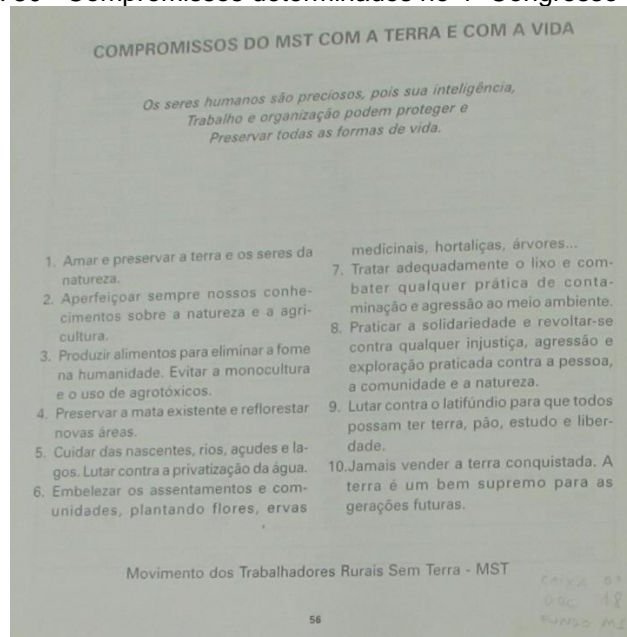 COMPROMISSOS DO MST COM A TERRA E COM A VIDA
Os seres humanos são preciosos, pois sua inteligência,
Trabalho e organização podem proteger e
Preservar todas as formas de vida.
1. Amar e preservar a terra e os seres da
natureza.
2. Aperfeiçoar sempre nossos conhe-
cimentos sobre a natureza e a agri-
cultura.
3. Produzir alimentos para eliminar a fome
na humanidade. Evitar a monocultura
e o uso de agrotóxicos.
4. Preservar a mata existente e reflorestar
novas áreas.
5. Cuidar das nascentes, rios, açudes e la-
gos. Lutar contra a privatização da água.
6. Embelezar os assentamentos e com-
unidades, plantando flores, ervas
medicinais, hortaliças, árvores...
7. Tratar adequadamente o lixo e com-
bater qualquer prática de conta-
minação e agressão ao meio ambiente.
8. Praticar a solidariedade e revoltar-se
contra qualquer injustiça, agressão e
exploração praticada contra a pessoa,
a comunidade e a natureza.
9. Lutar contra o latifúndio para que todos
possam ter terra, pão, estudo e liber-
dade.
10.Jamais vender a terra conquistada. A
terra é um bem supremo para as
gerações futuras.
Movimento dos Trabalhadores Rurais Sem Terra - MST
CAIXA
DOC 18
FUNDO
56